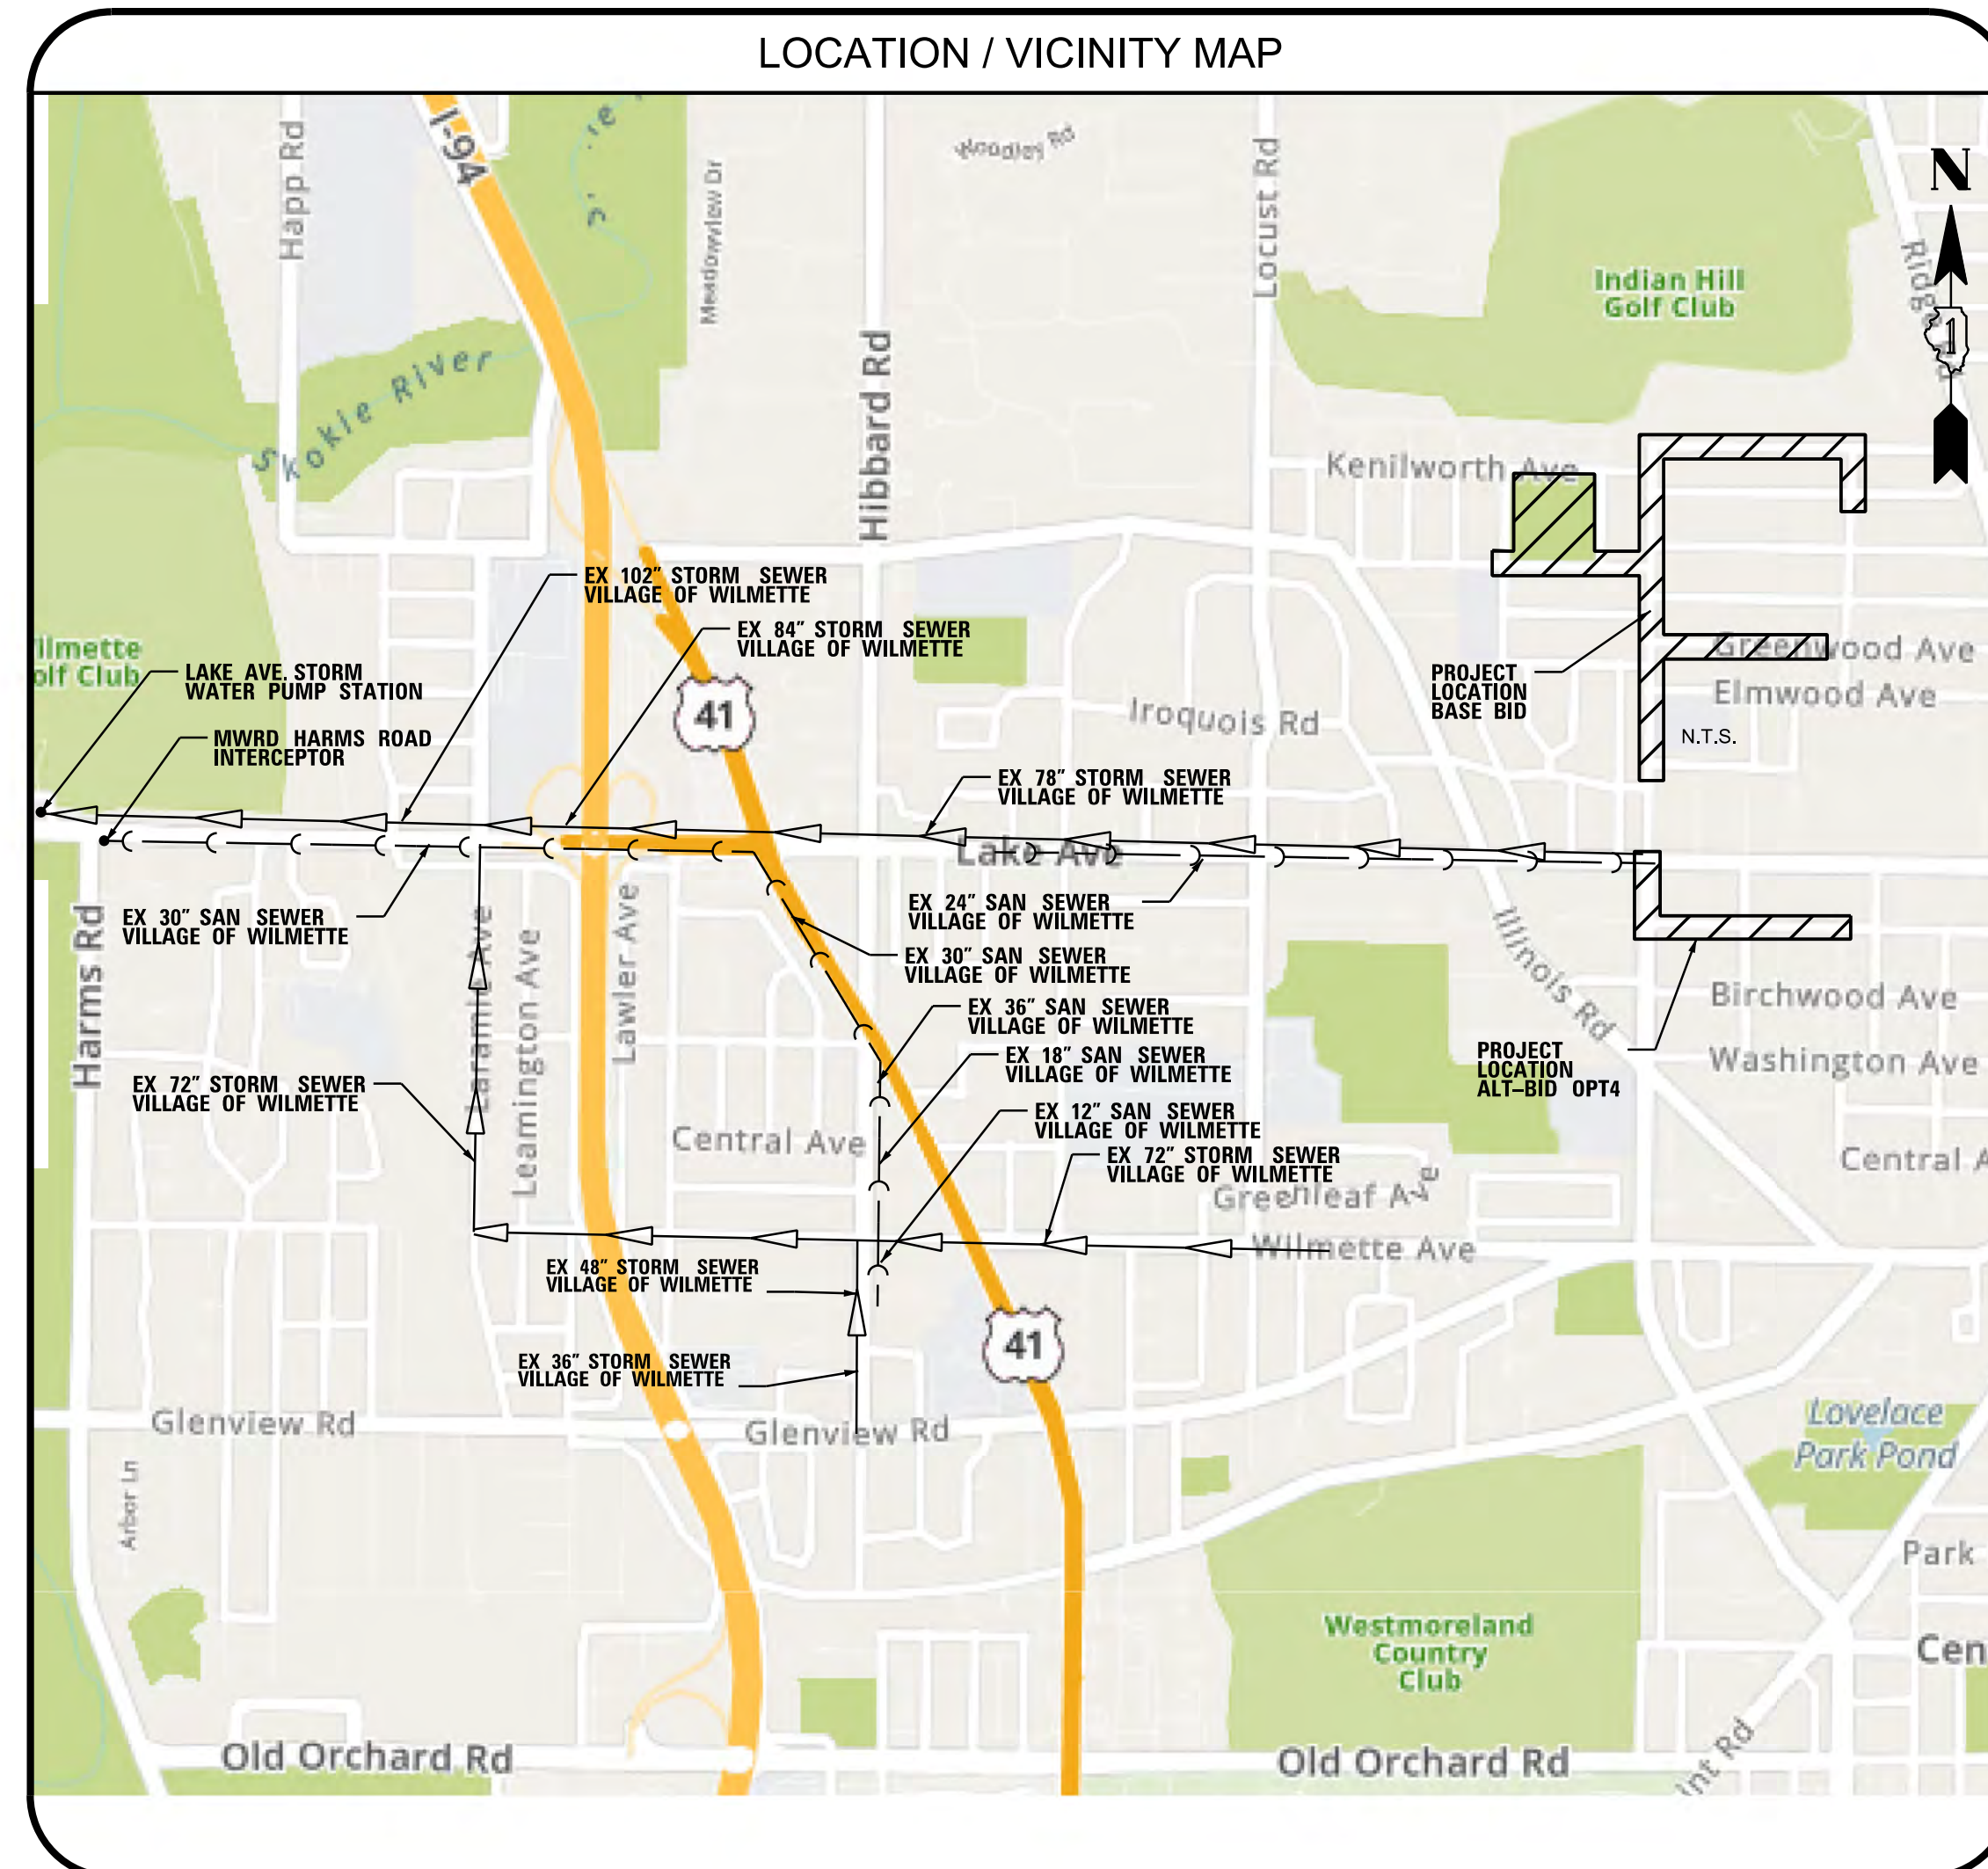 LOCATION / VICINITY MAP
I-94
Happ Rd
Meadowview Dr
Woodley Rd
Locust Rd
N
Indian Hill
Golf Club
1
Skokie River
Hibbard Rd
Kenilworth Ave
EX 102" STORM SEWER
VILLAGE OF WILMETTE
EX 84" STORM SEWER
VILLAGE OF WILMETTE
ilmette
olf Club
LAKE AVE. STORM
WATER PUMP STATION
MWRD HARMS ROAD
INTERCEPTOR
41
Iroquois Rd
PROJECT
LOCATION
BASE BID
Greenwood Ave
Elmwood Ave
N.T.S.
EX 78" STORM SEWER
VILLAGE OF WILMETTE
Lake Ave
EX 30" SAN SEWER
VILLAGE OF WILMETTE
EX 24" SAN SEWER
VILLAGE OF WILMETTE
EX 30" SAN SEWER
VILLAGE OF WILMETTE
Harms Rd
Laramie Ave
Leamington Ave
Lawler Ave
Illinois Rd
EX 36" SAN SEWER
VILLAGE OF WILMETTE
EX 18" SAN SEWER
VILLAGE OF WILMETTE
Birchwood Ave
Washington Ave
PROJECT
LOCATION
ALT–BID OPT4
EX 72" STORM SEWER
VILLAGE OF WILMETTE
EX 12" SAN SEWER
VILLAGE OF WILMETTE
Central Ave
EX 72" STORM SEWER
VILLAGE OF WILMETTE
Central A
Greenleaf Ave
Wilmette Ave
EX 48" STORM SEWER
VILLAGE OF WILMETTE
41
EX 36" STORM SEWER
VILLAGE OF WILMETTE
Glenview Rd
Glenview Rd
Lovelace
Park Pond
Arbor Ln
Park
Westmoreland
Country
Club
Cen
Old Orchard Rd
Old Orchard Rd
int Rd